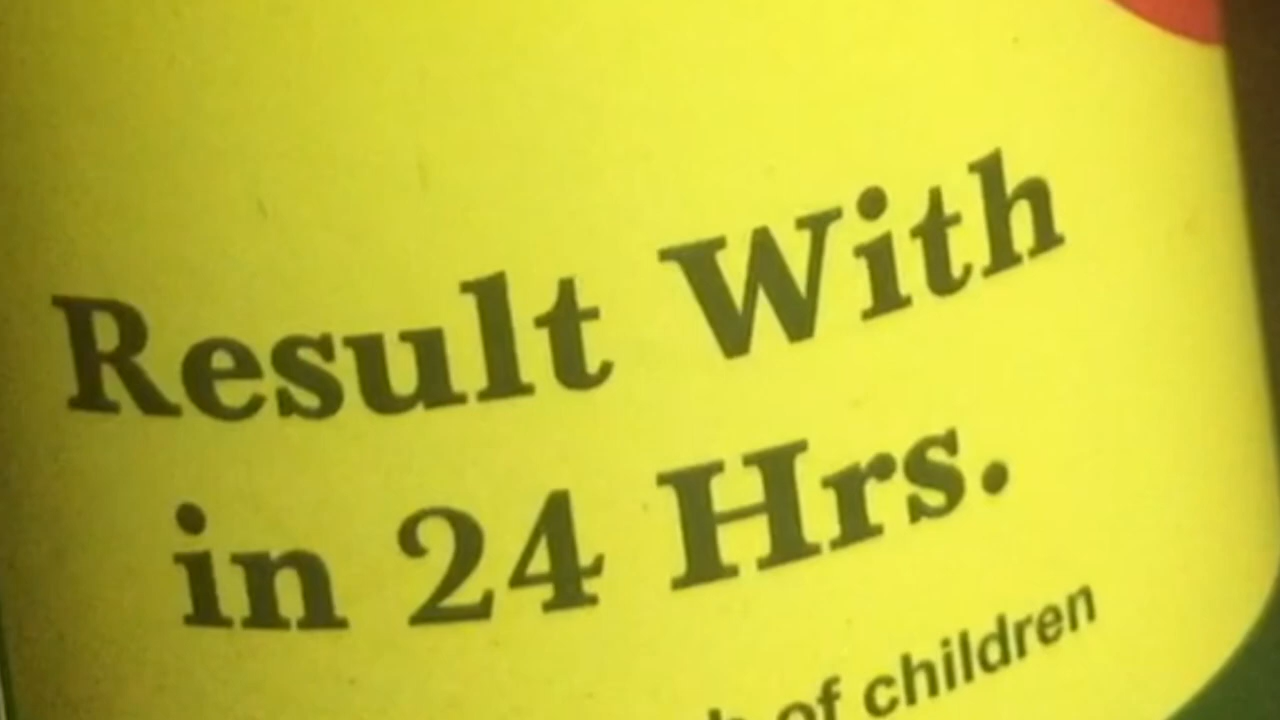 Result With
in 24 Hrs.
of children